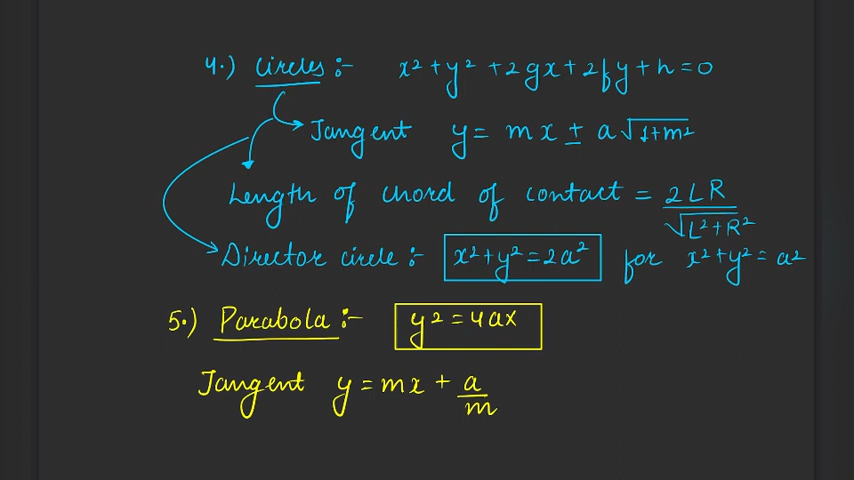 4.) Circles :- x² + y² + 2gx + 2fy + h = 0
Tangent y = mx ± a√1+m²
Length of chord of contact = 2LR / √L²+R²
Director circle :- x² + y² = 2a² for x² + y² = a²
5.) Parabola :- y² = 4ax
Tangent y = mx + a/m